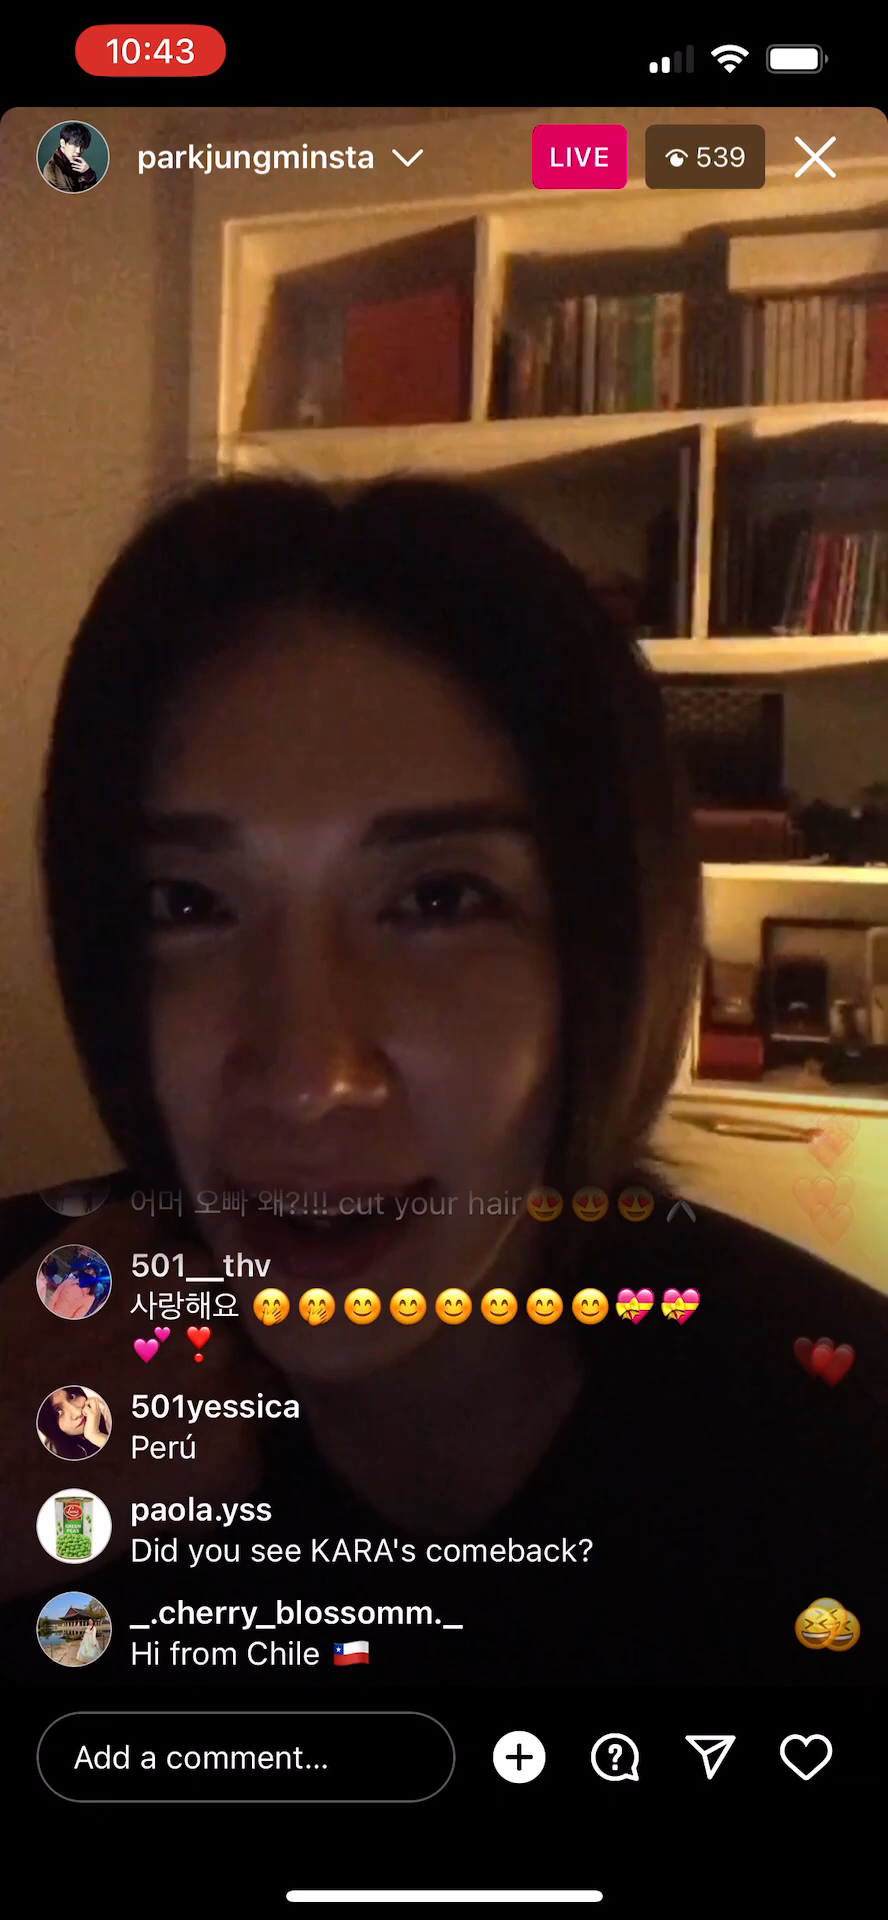 10:43
parkjungminsta
LIVE
539
어머 오빠 왜?!!! cut your hair😍😍😍
501__thv
사랑해요 🤭🤭😊😊😊😊😊😊💝💝
💕❣️
501yessica
Perú
paola.yss
Did you see KARA's comeback?
_.cherry_blossomm._
Hi from Chile 🇨🇱
Add a comment...